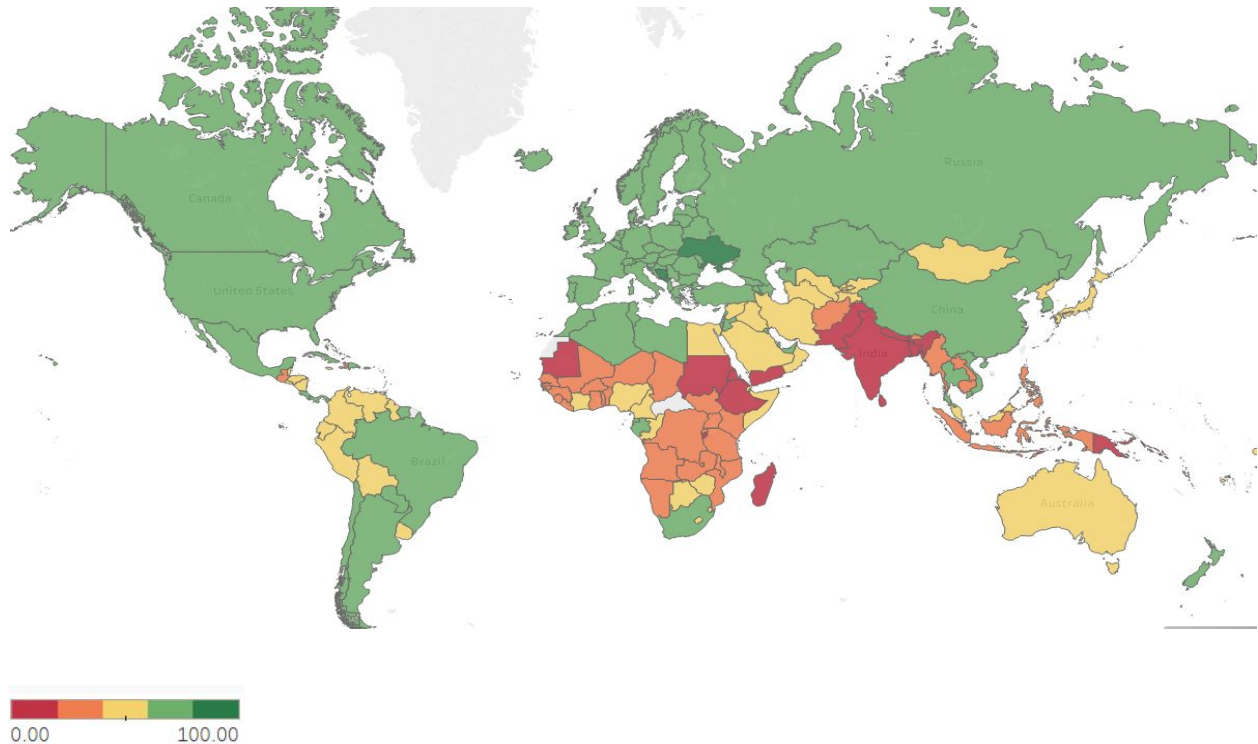 Canada
Russia
United States
China
India
Brazil
Australia
0.00 100.00